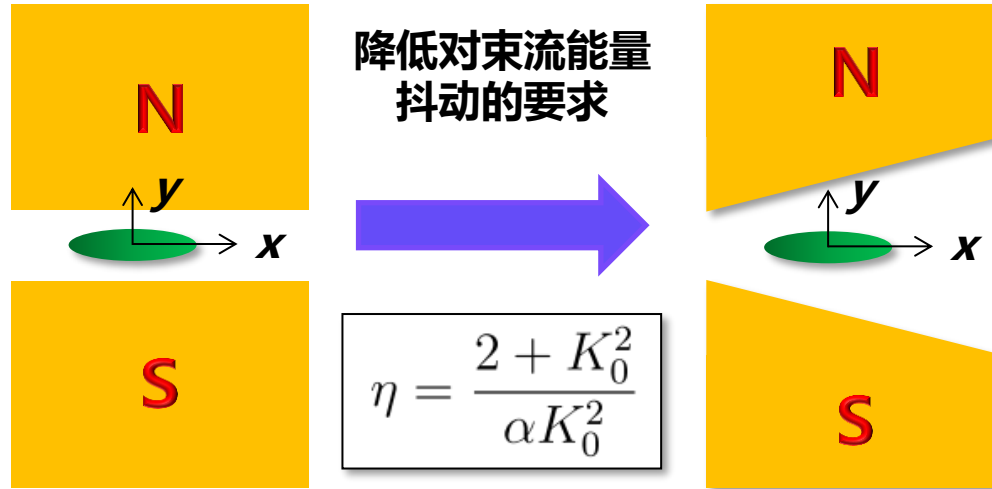 N
降低对束流能量
抖动的要求
N
y
x
y
x
S
η = (2 + K₀²) / (αK₀²)
S